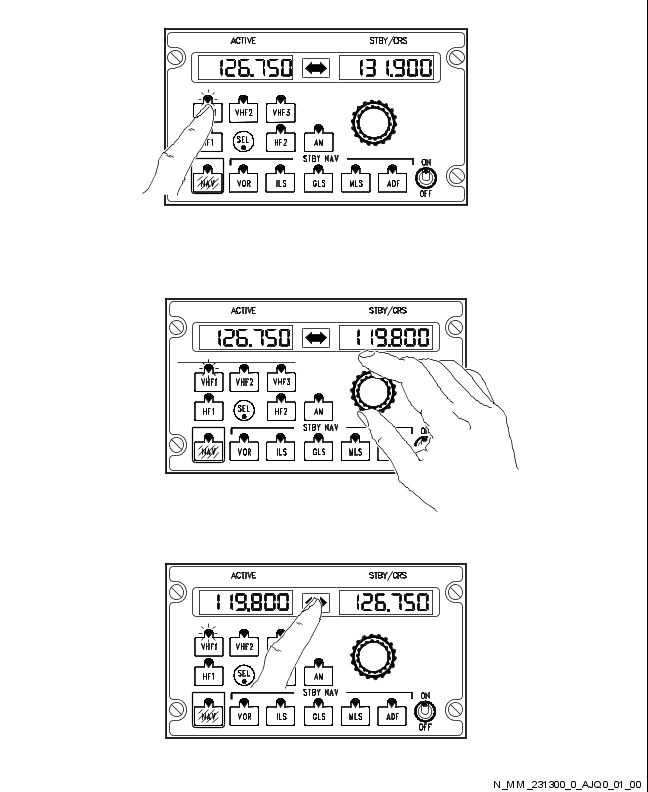 ACTIVE STBY/CRS
126.750 131.900
VHF2 VHF3
SEL HF2 AM
STBY NAV
NAV VOR ILS GLS MLS ADF
ON
OFF
ACTIVE STBY/CRS
126.750 119.800
VHF1 VHF2 VHF3
HF1 SEL HF2 AM
STBY NAV
NAV VOR ILS GLS MLS
ACTIVE STBY/CRS
119.800 126.750
VHF1 VHF2
HF1 SEL AM
STBY NAV
NAV VOR ILS GLS MLS ADF
ON
OFF
N_MM_231300_0_AJQ0_01_00